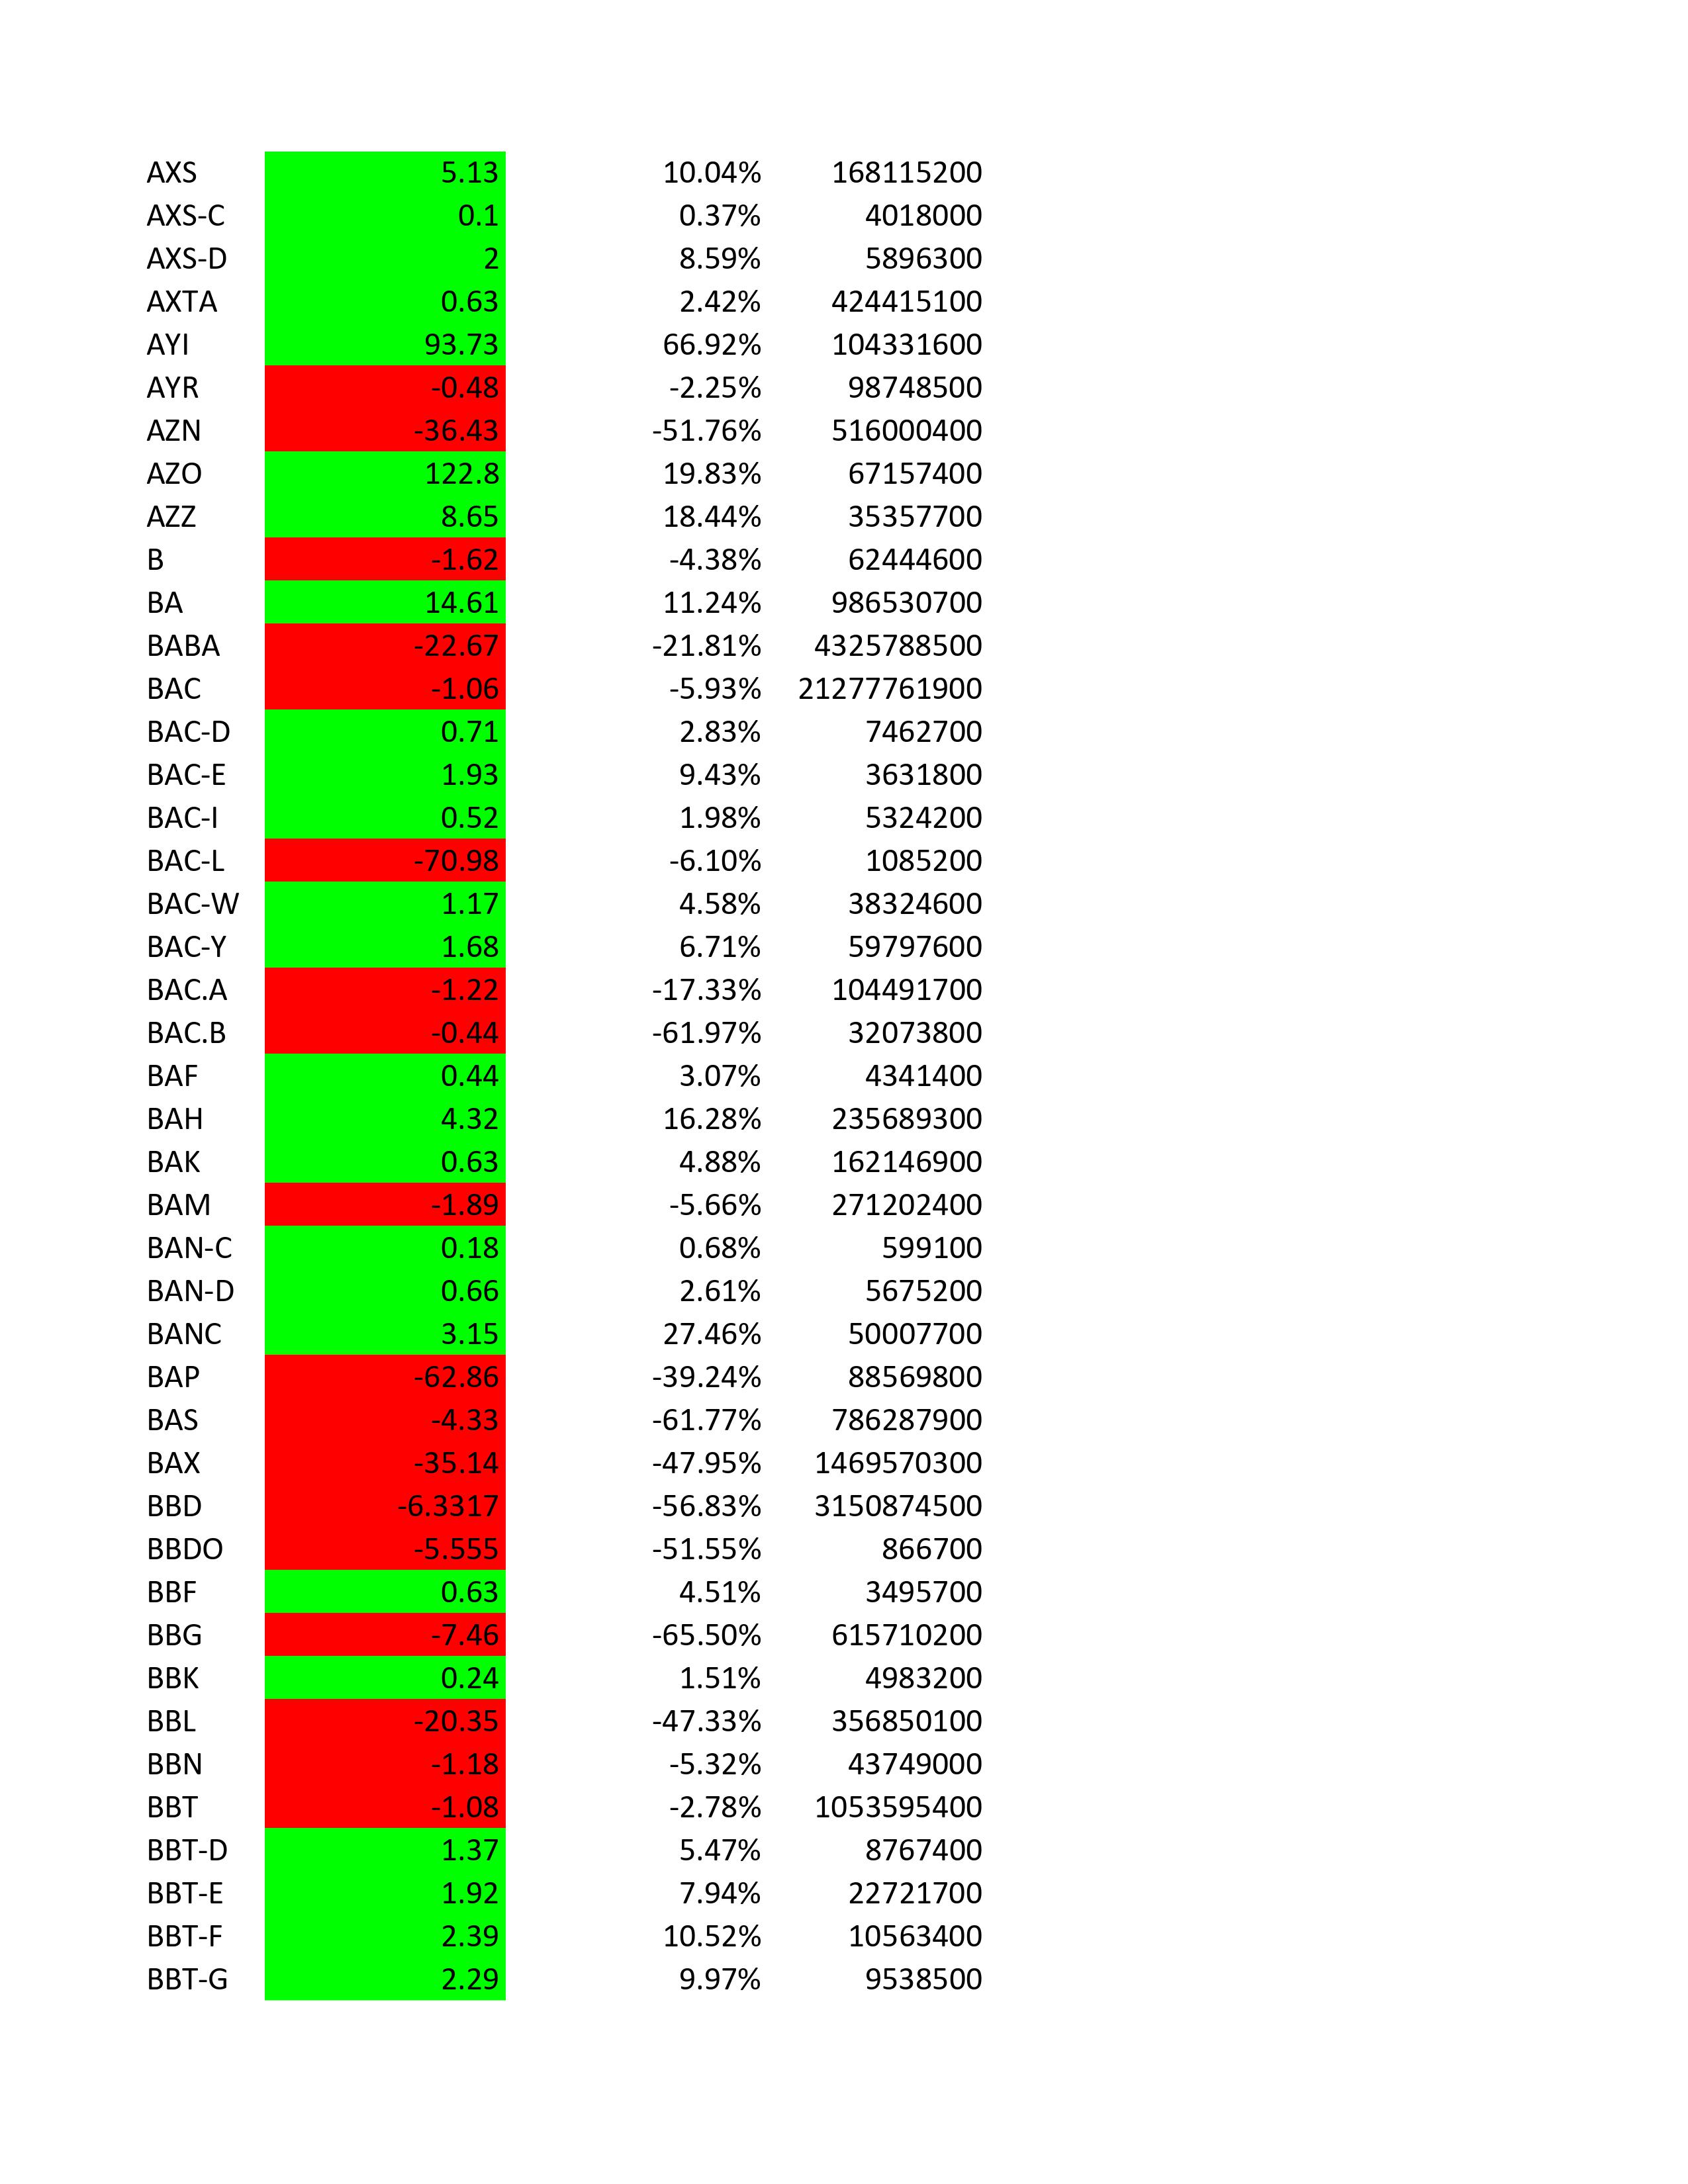 AXS 5.13 10.04% 168115200
AXS-C 0.1 0.37% 4018000
AXS-D 2 8.59% 5896300
AXTA 0.63 2.42% 424415100
AYI 93.73 66.92% 104331600
AYR -0.48 -2.25% 98748500
AZN -36.43 -51.76% 516000400
AZO 122.8 19.83% 67157400
AZZ 8.65 18.44% 35357700
B -1.62 -4.38% 62444600
BA 14.61 11.24% 986530700
BABA -22.67 -21.81% 4325788500
BAC -1.06 -5.93% 21277761900
BAC-D 0.71 2.83% 7462700
BAC-E 1.93 9.43% 3631800
BAC-I 0.52 1.98% 5324200
BAC-L -70.98 -6.10% 1085200
BAC-W 1.17 4.58% 38324600
BAC-Y 1.68 6.71% 59797600
BAC.A -1.22 -17.33% 104491700
BAC.B -0.44 -61.97% 32073800
BAF 0.44 3.07% 4341400
BAH 4.32 16.28% 235689300
BAK 0.63 4.88% 162146900
BAM -1.89 -5.66% 271202400
BAN-C 0.18 0.68% 599100
BAN-D 0.66 2.61% 5675200
BANC 3.15 27.46% 50007700
BAP -62.86 -39.24% 88569800
BAS -4.33 -61.77% 786287900
BAX -35.14 -47.95% 1469570300
BBD -6.3317 -56.83% 3150874500
BBDO -5.555 -51.55% 866700
BBF 0.63 4.51% 3495700
BBG -7.46 -65.50% 615710200
BBK 0.24 1.51% 4983200
BBL -20.35 -47.33% 356850100
BBN -1.18 -5.32% 43749000
BBT -1.08 -2.78% 1053595400
BBT-D 1.37 5.47% 8767400
BBT-E 1.92 7.94% 22721700
BBT-F 2.39 10.52% 10563400
BBT-G 2.29 9.97% 9538500